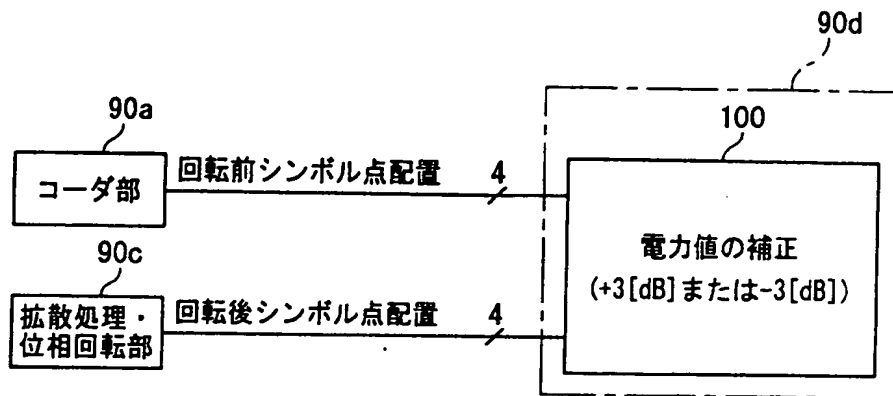 90d
90a
100
コーダ部
回転前シンボル点配置
4
電力値の補正
(+3[dB]または-3[dB])
90c
拡散処理・
位相回転部
回転後シンボル点配置
4